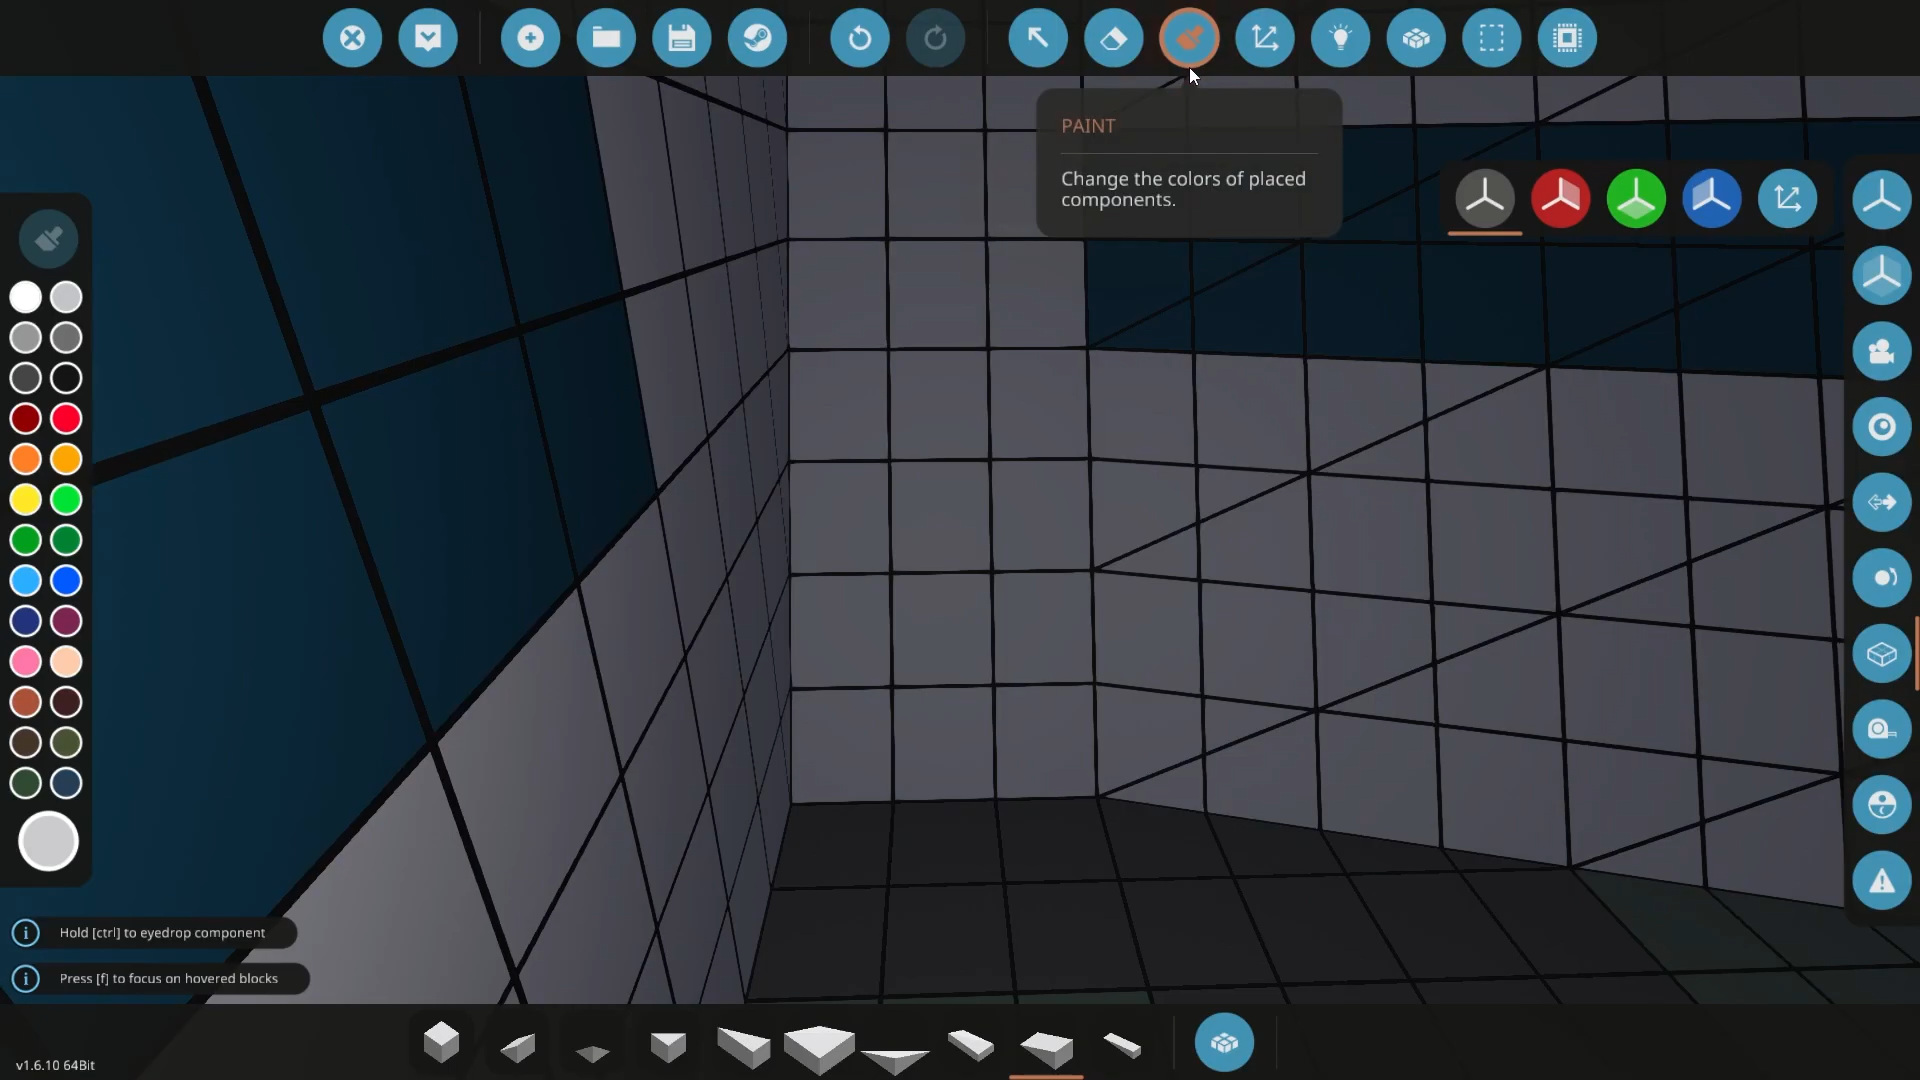 PAINT
Change the colors of placed
components.
Hold [ctrl] to eyedrop component
Press [f] to focus on hovered blocks
v1.6.10 64Bit